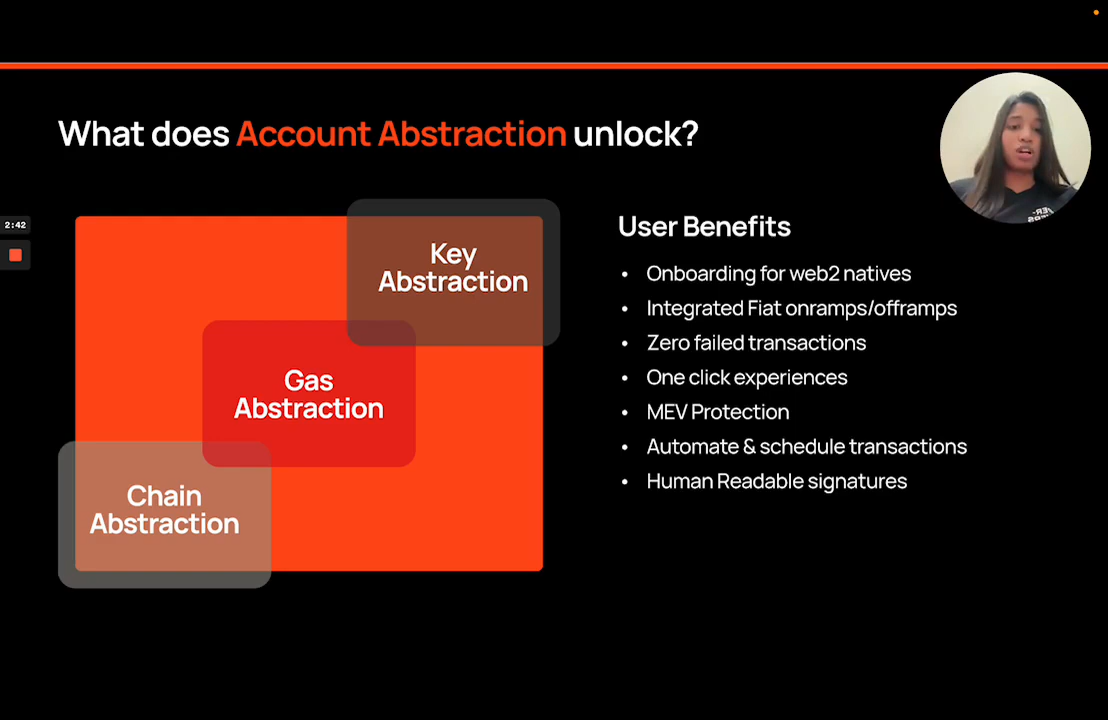 What does Account Abstraction unlock?
2:42
Key
Abstraction
Gas
Abstraction
Chain
Abstraction
User Benefits
• Onboarding for web2 natives
• Integrated Fiat onramps/offramps
• Zero failed transactions
• One click experiences
• MEV Protection
• Automate & schedule transactions
• Human Readable signatures